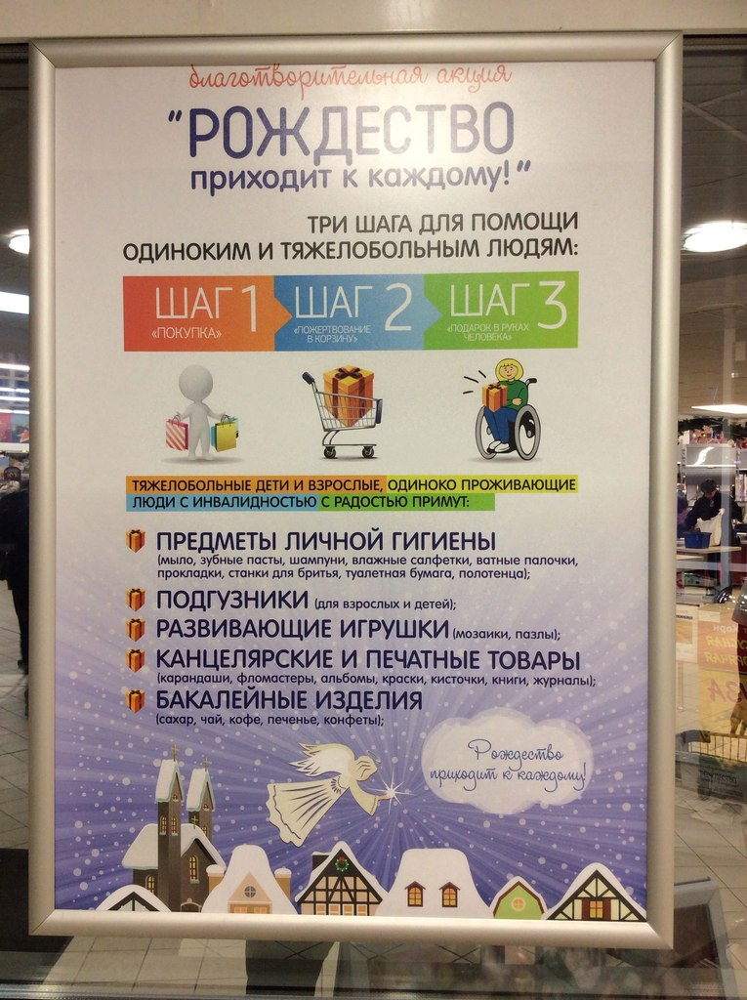 благотворительная акция
"РОЖДЕСТВО
приходит к каждому!"
ТРИ ШАГА ДЛЯ ПОМОЩИ
ОДИНОКИМ И ТЯЖЕЛОБОЛЬНЫМ ЛЮДЯМ:
ШАГ 1
«ПОКУПКА»
ШАГ 2
«ПОЖЕРТВОВАНИЕ
В КОРЗИНУ»
ШАГ 3
«ПОДАРОК В РУКАХ
ЧЕЛОВЕКА»
ТЯЖЕЛОБОЛЬНЫЕ ДЕТИ И ВЗРОСЛЫЕ, ОДИНОКО ПРОЖИВАЮЩИЕ
ЛЮДИ С ИНВАЛИДНОСТЬЮ С РАДОСТЬЮ ПРИМУТ:
ПРЕДМЕТЫ ЛИЧНОЙ ГИГИЕНЫ
(мыло, зубные пасты, шампуни, влажные салфетки, ватные палочки,
прокладки, станки для бритья, туалетная бумага, полотенца);
ПОДГУЗНИКИ (для взрослых и детей);
РАЗВИВАЮЩИЕ ИГРУШКИ (мозаики, пазлы);
КАНЦЕЛЯРСКИЕ И ПЕЧАТНЫЕ ТОВАРЫ
(карандаши, фломастеры, альбомы, краски, кисточки, книги, журналы);
БАКАЛЕЙНЫЕ ИЗДЕЛИЯ
(сахар, чай, кофе, печенье, конфеты);
Рождество
приходит к каждому!